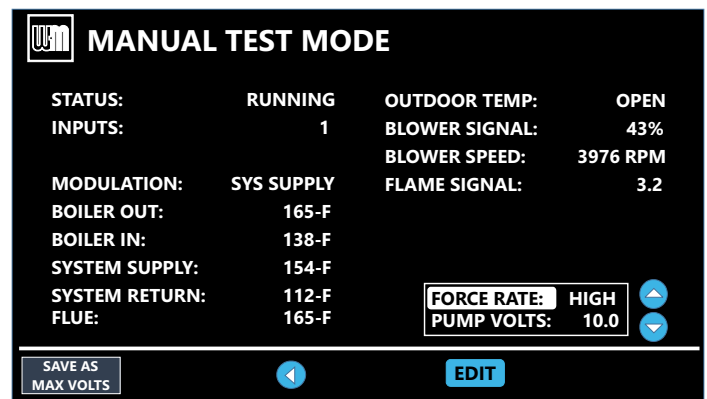 WM MANUAL TEST MODE
STATUS: RUNNING OUTDOOR TEMP: OPEN
INPUTS: 1 BLOWER SIGNAL: 43%
BLOWER SPEED: 3976 RPM
MODULATION: SYS SUPPLY FLAME SIGNAL: 3.2
BOILER OUT: 165-F
BOILER IN: 138-F
SYSTEM SUPPLY: 154-F
SYSTEM RETURN: 112-F FORCE RATE: HIGH
FLUE: 165-F PUMP VOLTS: 10.0
SAVE AS
MAX VOLTS
EDIT